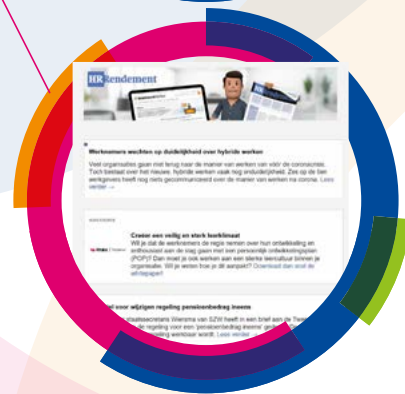 HR Rendement
Werknemers wachten op duidelijkheid over hybride werken
Veel organisaties gaan niet terug naar de manier van werken van vóór de coronacrisis.
Toch bestaat over het nieuwe, hybride werken vaak nog onduidelijkheid. Zes op de tien
werkgevers heeft nog niets gecommuniceerd over de manier van werken na corona. Lees
verder →
Creëer een veilig en sterk leerklimaat
Wil je dat de werknemers de regie nemen over hun ontwikkeling en
enthousiast aan de slag gaan met een persoonlijk ontwikkelingsplan
(POP)? Dan moet je ook werken aan een sterke leercultuur binnen je
organisatie. Wil je weten hoe je dit aanpakt? Download dan snel de
whitepaper!
voor wijzigen regeling pensioenbedrag ineens
staatssecretaris Wiersma van SZW heeft in een brief aan de
de regeling voor een 'pensioenbedrag ineens'
werkbaar wordt. Lees verder